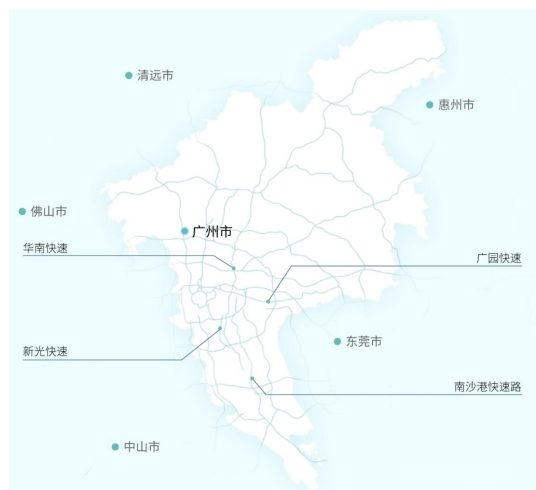 清远市
惠州市
佛山市
广州市
华南快速
广园快速
东莞市
新光快速
南沙港快速路
中山市